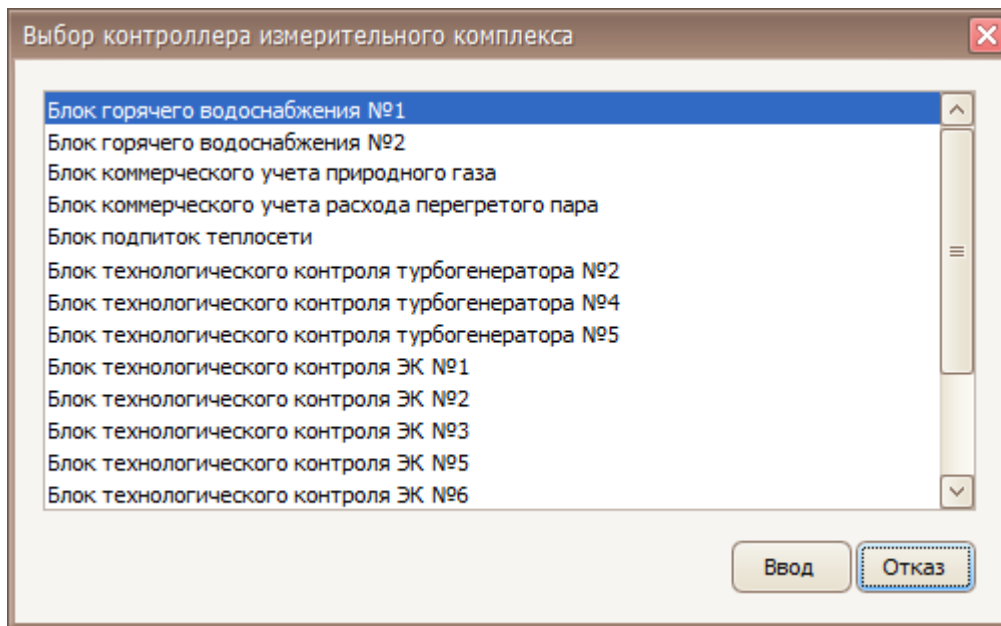 Выбор контроллера измерительного комплекса
Блок горячего водоснабжения №1
Блок горячего водоснабжения №2
Блок коммерческого учета природного газа
Блок коммерческого учета расхода перегретого пара
Блок подпиток теплосети
Блок технологического контроля турбогенератора №2
Блок технологического контроля турбогенератора №4
Блок технологического контроля турбогенератора №5
Блок технологического контроля ЭК №1
Блок технологического контроля ЭК №2
Блок технологического контроля ЭК №3
Блок технологического контроля ЭК №5
Блок технологического контроля ЭК №6
Ввод Отказ